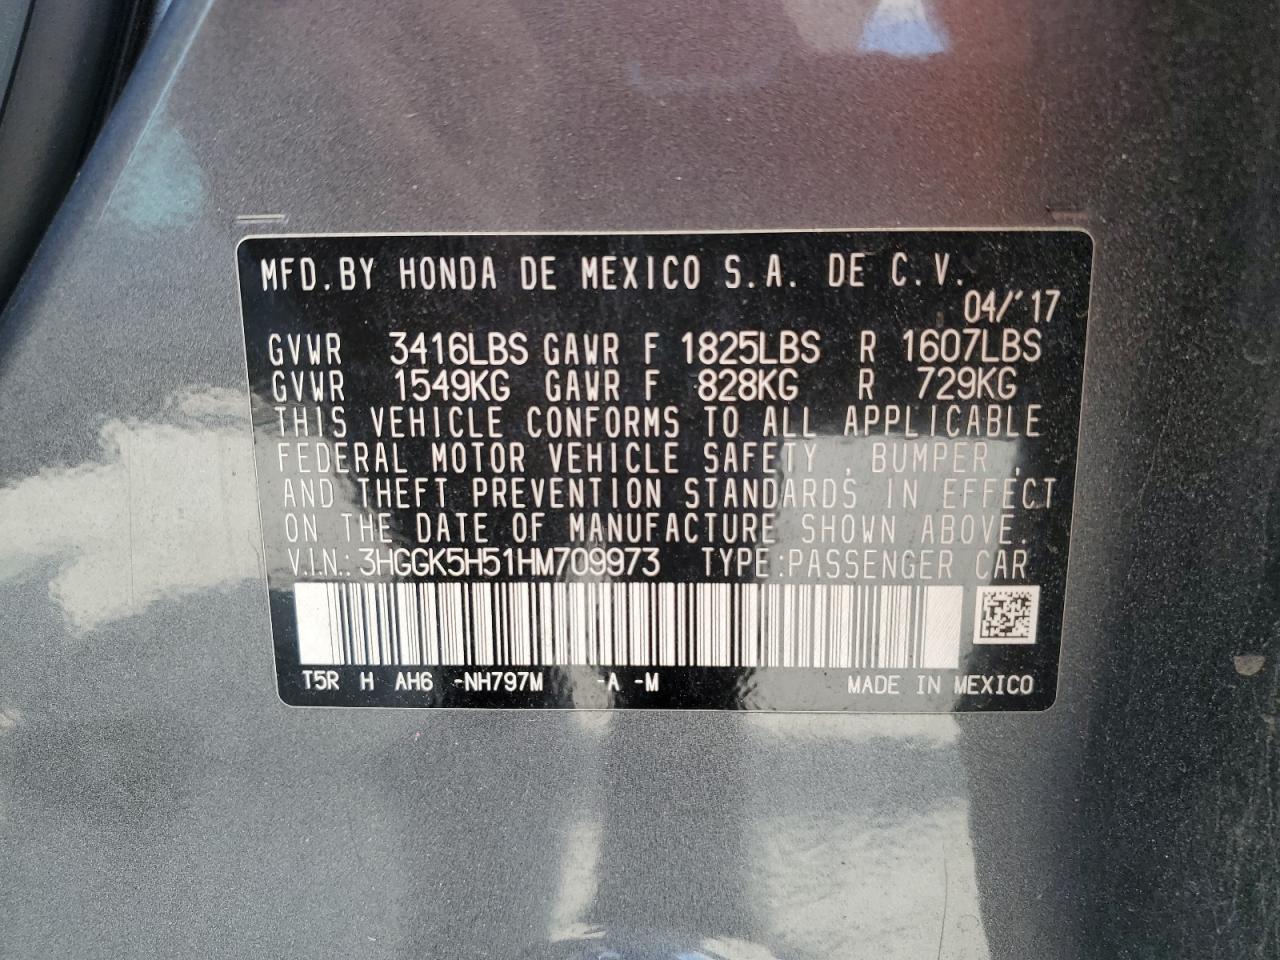 MFD.BY HONDA DE MEXICO S.A. DE C.V.
04/'17
GVWR 3416LBS GAWR F 1825LBS R 1607LBS
GVWR 1549KG GAWR F 828KG R 729KG
THIS VEHICLE CONFORMS TO ALL APPLICABLE
FEDERAL MOTOR VEHICLE SAFETY , BUMPER ,
AND THEFT PREVENTION STANDARDS IN EFFECT
ON THE DATE OF MANUFACTURE SHOWN ABOVE.
V.I.N.: 3HGGK5H51HM709973 TYPE:PASSENGER CAR
T5R H AH6 -NH797M -A -M MADE IN MEXICO